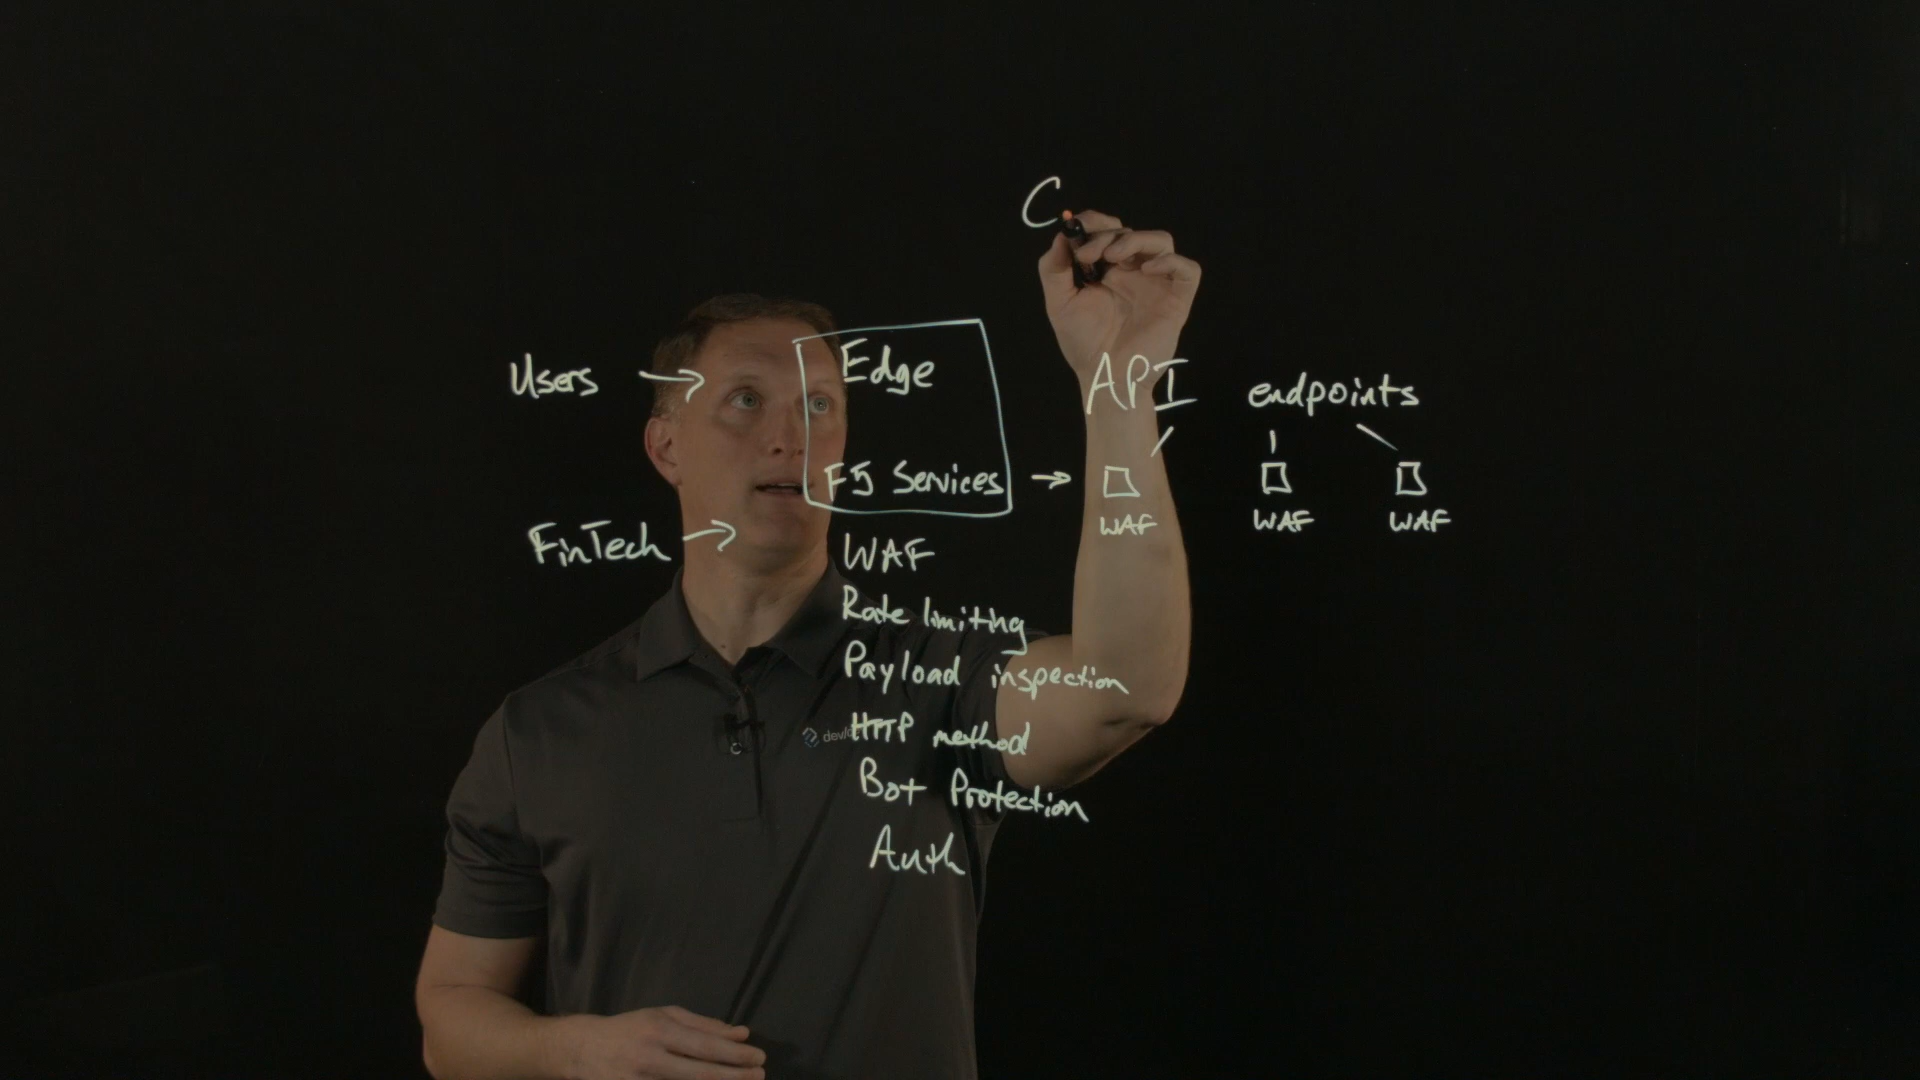 C
Users → Edge API endpoints
F5 Services →
WAF WAF WAF
FinTech → WAF
Rate limiting
Payload inspection
HTTP method
Bot Protection
Auth
dev/